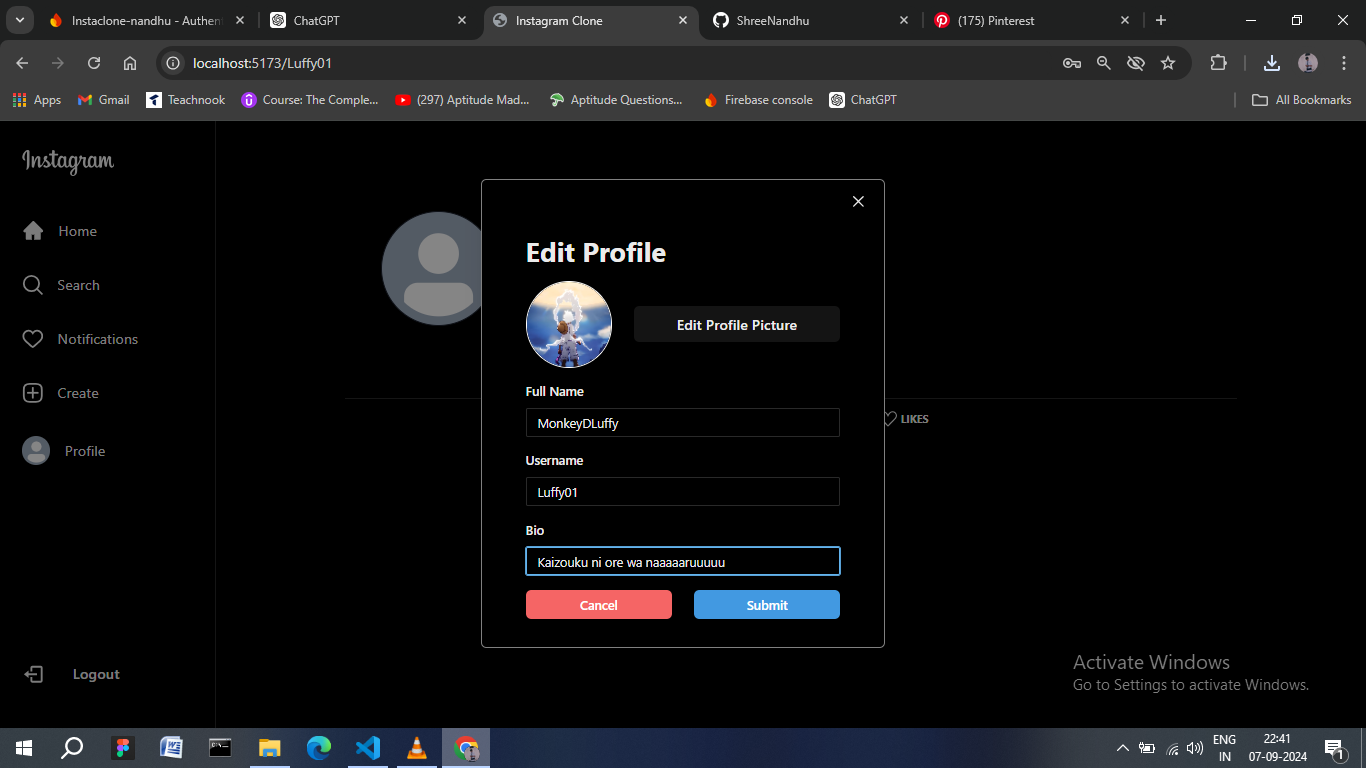 Instaclone-nandhu - Authen
ChatGPT
Instagram Clone
ShreeNandhu
(175) Pinterest
localhost:5173/Luffy01
Apps
Gmail
Teachnook
Course: The Comple...
(297) Aptitude Mad...
Aptitude Questions...
Firebase console
ChatGPT
All Bookmarks
Instagram
Home
Search
Notifications
Create
Profile
Logout
Edit Profile
Edit Profile Picture
Full Name
MonkeyDLuffy
Username
Luffy01
Bio
Kaizouku ni ore wa naaaaaruuuuu
Cancel
Submit
LIKES
Activate Windows
Go to Settings to activate Windows.
ENG
IN
22:41
07-09-2024
1